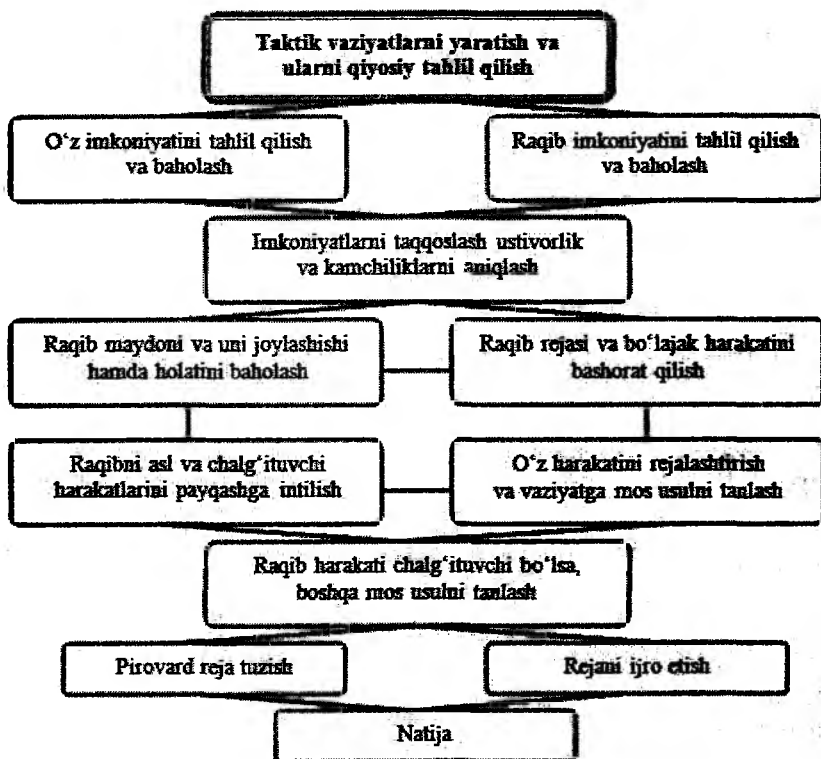 Taktik vaziyatlarni yaratish va
ularni qiyosiy tahlil qilish
O‘z imkoniyatini tahlil qilish
va baholash
Raqib imkoniyatini tahlil qilish
va baholash
Imkoniyatlarni taqqoslash ustivorlik
va kamchiliklarni aniqlash
Raqib maydoni va uni joylashishi
hamda holatini baholash
Raqib rejasi va bo‘lajak harakatini
bashorat qilish
Raqibni asl va chalg‘ituvchi
harakatlarini payqashga intilish
O‘z harakatini rejalashtirish
va vaziyatga mos usulni tanlash
Raqib harakati chalg‘ituvchi bo‘lsa,
boshqa mos usulni tanlash
Pirovard reja tuzish
Rejani ijro etish
Natija